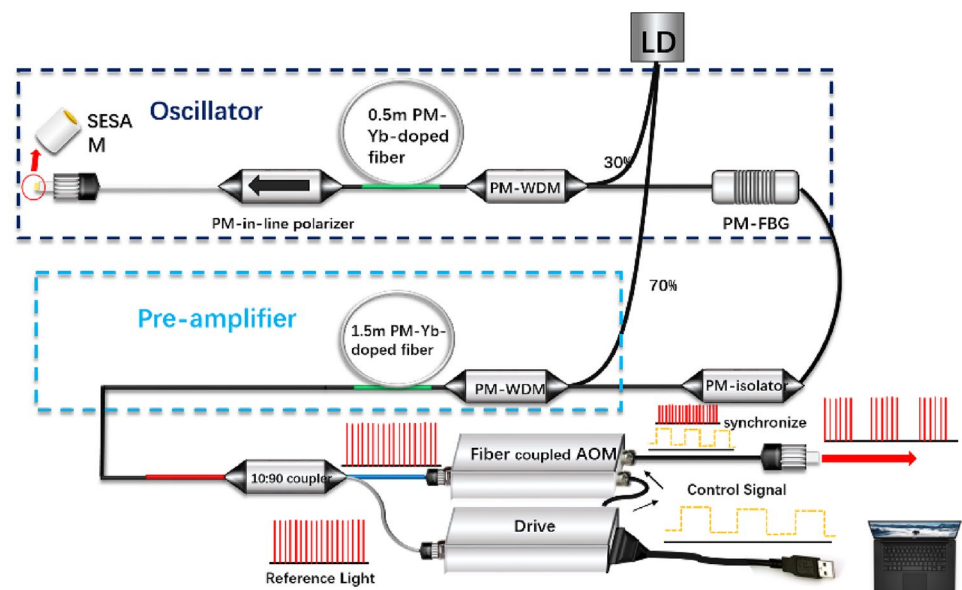 LD
Oscillator
SESA
M
0.5m PM-
Yb-doped
fiber
30%
PM-WDM
PM-in-line polarizer
PM-FBG
70%
Pre-amplifier
1.5m PM-Yb-
doped fiber
PM-WDM
PM-isolator
synchronize
Fiber coupled AOM
10:90 coupler
Control Signal
Drive
Reference Light